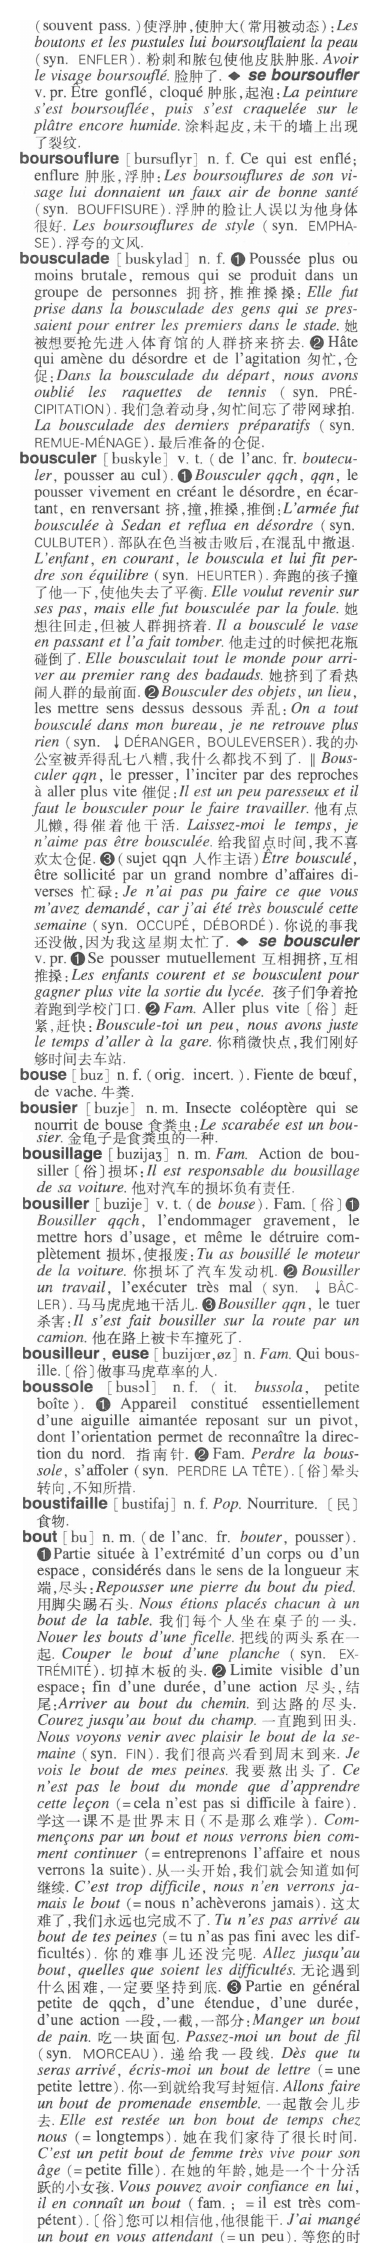 (souvent pass. )使浮肿,使肿大(常用被动态):Les
boutons et les pustules lui boursouflaient la peau
(syn. ENFLER). 粉刺和脓包使他皮肤肿胀. Avoir
le visage boursouflé. 脸肿了. ◆ se boursoufler
v. pr. Être gonflé, cloqué 肿胀,起泡:La peinture
s'est boursouflée, puis s'est craquelée sur le
plâtre encore humide. 涂料起皮,未干的墙上出现
了裂纹.
boursouflure [bursuflyr] n. f. Ce qui est enflé;
enflure 肿胀,浮肿:Les boursouflures de son vi-
sage lui donnaient un faux air de bonne santé
(syn. BOUFFISSURE). 浮肿的脸让人误以为他身体
很好. Les boursouflures de style (syn. EMPHA-
SE). 浮夸的文风.
bousculade [buskylad] n. f. ❶ Poussée plus ou
moins brutale, remous qui se produit dans un
groupe de personnes 拥挤,推推搡搡:Elle fut
prise dans la bousculade des gens qui se pres-
saient pour entrer les premiers dans le stade. 她
被想要抢先进入体育馆的人群挤来挤去. ❷ Hâte
qui amène du désordre et de l'agitation 匆忙,仓
促:Dans la bousculade du départ, nous avons
oublié les raquettes de tennis (syn. PRÉ-
CIPITATION). 我们急着动身,匆忙间忘了带网球拍.
La bousculade des derniers préparatifs (syn.
REMUE-MÉNAGE). 最后准备的仓促.
bousculer [buskyle] v. t. (de l'anc. fr. boutecu-
ler, pousser au cul). ❶ Bousculer qqch, qqn, le
pousser vivement en créant le désordre, en écar-
tant, en renversant 挤,撞,推搡,推倒:L'armée fut
bousculée à Sedan et reflua en désordre (syn.
CULBUTER). 部队在色当被击败后,在混乱中撤退.
L'enfant, en courant, le bouscula et lui fit per-
dre son équilibre (syn. HEURTER). 奔跑的孩子撞
了他一下,使他失去了平衡. Elle voulut revenir sur
ses pas, mais elle fut bousculée par la foule. 她
想往回走,但被人群拥挤着. Il a bousculé le vase
en passant et l'a fait tomber. 他走过的时候把花瓶
碰倒了. Elle bousculait tout le monde pour arri-
ver au premier rang des badauds. 她挤到了看热
闹人群的最前面. ❷ Bousculer des objets, un lieu,
les mettre sens dessus dessous 弄乱:On a tout
bousculé dans mon bureau, je ne retrouve plus
rien (syn. ↓DÉRANGER, BOULEVERSER). 我的办
公室被弄得乱七八糟,我什么都找不到了. ‖ Bous-
culer qqn, le presser, l'inciter par des reproches
à aller plus vite 催促:Il est un peu paresseux et il
faut le bousculer pour le faire travailler. 他有点
儿懒,得催着他干活. Laissez-moi le temps, je
n'aime pas être bousculée. 给我留点时间,我不喜
欢太仓促. ❸ (sujet qqn 人作主语) Être bousculé,
être sollicité par un grand nombre d'affaires di-
verses 忙碌:Je n'ai pas pu faire ce que vous
m'avez demandé, car j'ai été très bousculé cette
semaine (syn. OCCUPÉ, DÉBORDÉ). 你说的事我
还没做,因为我这星期太忙了. ◆ se bousculer
v. pr. ❶ Se pousser mutuellement 互相拥挤,互相
推搡:Les enfants courent et se bousculent pour
gagner plus vite la sortie du lycée. 孩子们争着抢
着跑到学校门口. ❷ Fam. Aller plus vite〔俗〕赶
紧,赶快:Bouscule-toi un peu, nous avons juste
le temps d'aller à la gare. 你稍微快点,我们刚好
够时间去车站.
bouse [buz] n. f. (orig. incert. ). Fiente de bœuf,
de vache. 牛粪.
bousier [buzje] n. m. Insecte coléoptère qui se
nourrit de bouse 食粪虫:Le scarabée est un bou-
sier. 金龟子是食粪虫的一种.
bousillage [buzijaʒ] n. m. Fam. Action de bou-
siller〔俗〕损坏:Il est responsable du bousillage
de sa voiture. 他对汽车的损坏负有责任.
bousiller [buzije] v. t. (de bouse). Fam.〔俗〕❶
Bousiller qqch, l'endommager gravement, le
mettre hors d'usage, et même le détruire com-
plètement 损坏,使报废:Tu as bousillé le moteur
de la voiture. 你损坏了汽车发动机. ❷ Bousiller
un travail, l'exécuter très mal (syn. ↓ BÂC-
LER). 马马虎虎地干活儿. ❸ Bousiller qqn, le tuer
杀害:Il s'est fait bousiller sur la route par un
camion. 他在路上被卡车撞死了.
bousilleur, euse [buzijœr,øz] n. Fam. Qui bous-
ille.〔俗〕做事马虎草率的人.
boussole [busɔl] n. f. (it. bussola, petite
boîte). ❶ Appareil constitué essentiellement
d'une aiguille aimantée reposant sur un pivot,
dont l'orientation permet de reconnaître la direc-
tion du nord. 指南针. ❷ Fam. Perdre la bous-
sole, s'affoler (syn. PERDRE LA TÊTE).〔俗〕晕头
转向,不知所措.
boustifaille [bustifaj] n. f. Pop. Nourriture.〔民〕
食物.
bout [bu] n. m. (de l'anc. fr. bouter, pousser).
❶ Partie située à l'extrémité d'un corps ou d'un
espace, considérés dans le sens de la longueur 末
端,尽头:Repousser une pierre du bout du pied.
用脚尖踢石头. Nous étions placés chacun à un
bout de la table. 我们每个人坐在桌子的一头.
Nouer les bouts d'une ficelle. 把线的两头系在一
起. Couper le bout d'une planche (syn. EX-
TRÉMITÉ). 切掉木板的头. ❷ Limite visible d'un
espace; fin d'une durée, d'une action 尽头,结
尾:Arriver au bout du chemin. 到达路的尽头.
Courez jusqu'au bout du champ. 一直跑到田头.
Nous voyons venir avec plaisir le bout de la se-
maine (syn. FIN). 我们很高兴看到周末到来. Je
vois le bout de mes peines. 我要熬出头了. Ce
n'est pas le bout du monde que d'apprendre
cette leçon (=cela n'est pas si difficile à faire).
学这一课不是世界末日(不是那么难学). Com-
mençons par un bout et nous verrons bien com-
ment continuer (=entreprenons l'affaire et nous
verrons la suite). 从一头开始,我们就会知道如何
继续. C'est trop difficile, nous n'en verrons ja-
mais le bout (=nous n'achèverons jamais). 这太
难了,我们永远也完成不了. Tu n'es pas arrivé au
bout de tes peines (=tu n'as pas fini avec les dif-
ficultés). 你的难事儿还没完呢. Allez jusqu'au
bout, quelles que soient les difficultés. 无论遇到
什么困难,一定要坚持到底. ❸ Partie en général
petite de qqch, d'une étendue, d'une durée,
d'une action 一段,一截,一部分:Manger un bout
de pain. 吃一块面包. Passez-moi un bout de fil
(syn. MORCEAU). 递给我一段线. Dès que tu
seras arrivé, écris-moi un bout de lettre (=une
petite lettre). 你一到就给我写封短信. Allons faire
un bout de promenade ensemble. 一起散会儿步
去. Elle est restée un bon bout de temps chez
nous (= longtemps). 她在我们家待了很长时间.
C'est un petit bout de femme très vive pour son
âge (=petite fille). 在她的年龄,她是一个十分活
跃的小女孩. Vous pouvez avoir confiance en lui,
il en connaît un bout (fam. ; =il est très com-
pétent).〔俗〕您可以相信他,他很能干. J'ai mangé
un bout en vous attendant (=un peu). 等您的时